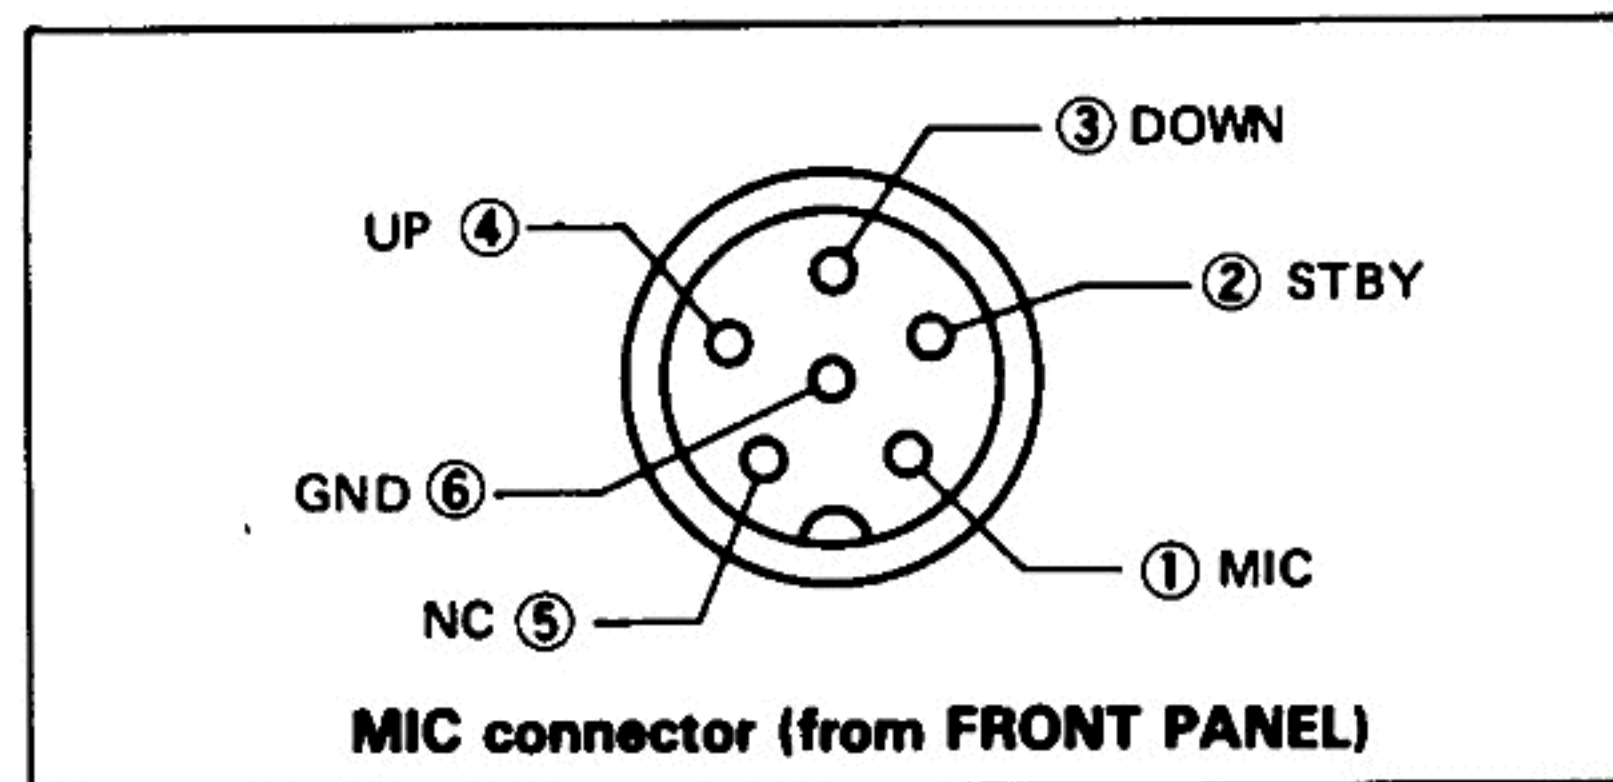 ③ DOWN
UP ④
② STBY
GND ⑥
① MIC
NC ⑤
MIC connector (from FRONT PANEL)